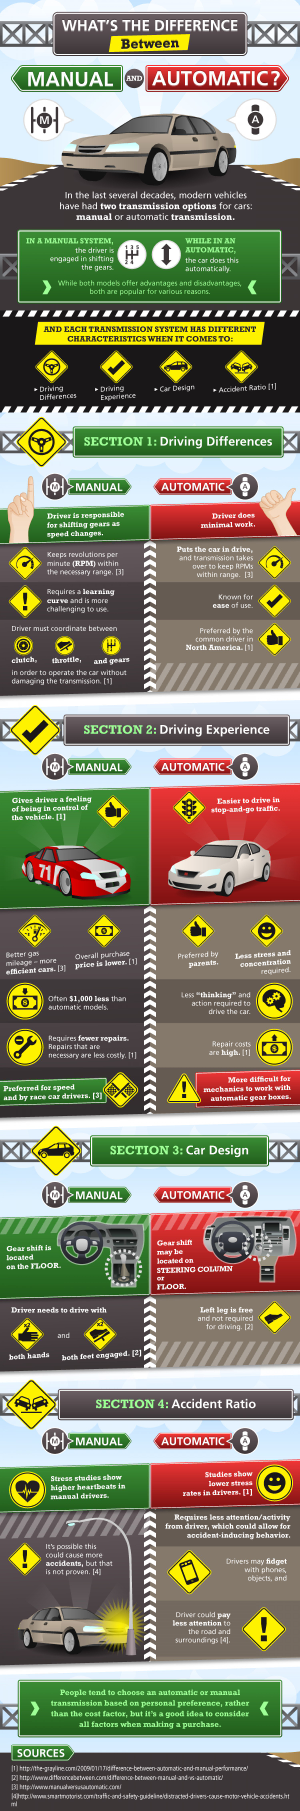 WHAT'S THE DIFFERENCE
Between
MANUAL AND AUTOMATIC?
M
A
In the last several decades, modern vehicles
have had two transmission options for cars:
manual or automatic transmission.
IN A MANUAL SYSTEM,
the driver is
engaged in shifting
the gears.
1 3 5
2 4
WHILE IN AN
AUTOMATIC,
the car does this
automatically.
While both models offer advantages and disadvantages,
both are popular for various reasons.
AND EACH TRANSMISSION SYSTEM HAS DIFFERENT
CHARACTERISTICS WHEN IT COMES TO:
Driving
Differences
Driving
Experience
Car Design
Accident Ratio [1]
SECTION 1: Driving Differences
M MANUAL
AUTOMATIC A
Driver is responsible
for shifting gears as
speed changes.
Driver does
minimal work.
Keeps revolutions per
minute (RPM) within
the necessary range. [3]
Puts the car in drive,
and transmission takes
over to keep RPMs
within range. [3]
Requires a learning
curve and is more
challenging to use.
Known for
ease of use.
Driver must coordinate between
clutch, throttle, and gears
in order to operate the car without
damaging the transmission. [1]
Preferred by the
common driver in
North America. [1]
SECTION 2: Driving Experience
M MANUAL
AUTOMATIC A
Gives driver a feeling
of being in control of
the vehicle. [1]
Easier to drive in
stop-and-go traffic.
71
Better gas
mileage – more
efficient cars. [3]
Overall purchase
price is lower. [1]
Preferred by
parents.
Less stress and
concentration
required.
Often $1,000 less than
automatic models.
Less "thinking" and
action required to
drive the car.
Requires fewer repairs.
Repairs that are
necessary are less costly. [1]
Repair costs
are high. [1]
Preferred for speed
and by race car drivers. [3]
More difficult for
mechanics to work with
automatic gear boxes.
SECTION 3: Car Design
M MANUAL
AUTOMATIC A
Gear shift is
located
on the FLOOR.
Gear shift
may be
located on
STEERING COLUMN
or
FLOOR.
Driver needs to drive with
both hands and both feet engaged. [2]
Left leg is free
and not required
for driving. [2]
SECTION 4: Accident Ratio
M MANUAL
AUTOMATIC A
Stress studies show
higher heartbeats in
manual drivers.
Studies show
lower stress
rates in drivers. [1]
Requires less attention/activity
from driver, which could allow for
accident-inducing behavior.
It's possible this
could cause more
accidents, but that
is not proven. [4]
Drivers may fidget
with phones,
objects, and
Driver could pay
less attention to
the road and
surroundings [4].
People tend to choose an automatic or manual
transmission based on personal preference, rather
than the cost factor, but it's a good idea to consider
all factors when making a purchase.
SOURCES
[1] http://the-grayline.com/2009/01/17/difference-between-automatic-and-manual-performance/
[2] http://www.differencebetween.com/difference-between-manual-and-vs-automatic/
[3] http://www.manualversusautomatic.com/
[4]http://www.smartmotorist.com/traffic-and-safety-guideline/distracted-drivers-cause-motor-vehicle-accidents.ht
ml